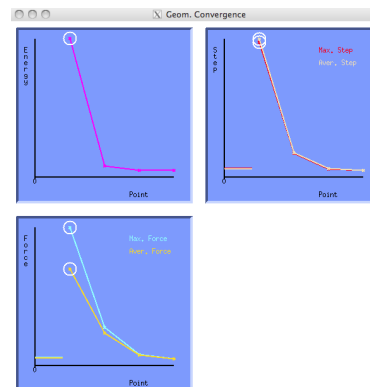 Geom. Convergence
Energy
0
Point
Step
Max, Step
Aver, Step
0
Point
Force
Max, Force
Aver, Force
0
Point